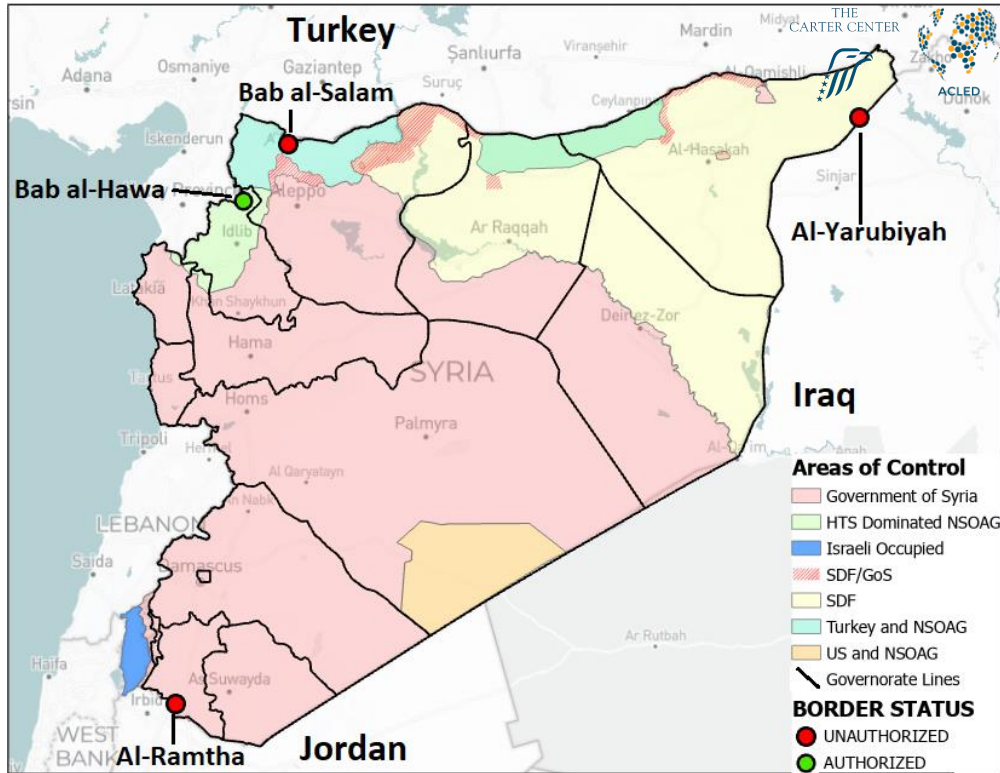 THE
CARTER CENTER
ACLED
Turkey
Adana
Osmaniye
Gaziantep
Şanlıurfa
Viranşehir
Mardin
Midyat
Suruç
Zakho
Duhok
Al-Qamishli
Ceylanpın
Bab al-Salam
İskenderun
Bab al-Hawa
Aleppo
Idlib
Ar Raqqah
Al-Hasakah
Sinjar
Al-Yarubiyah
Latakia
Khan Shaykhun
Hama
Deir ez-Zor
SYRIA
Tartus
Homs
Palmyra
Iraq
Tripoli
Al Qaryatayn
An Nabk
LEBANON
Saida
Damascus
Haifa
Irbid
As Suwayda
Ar Rutbah
WEST
BANK
Al-Ramtha
Jordan
Areas of Control
Government of Syria
HTS Dominated NSOAG
Israeli Occupied
SDF/GoS
SDF
Turkey and NSOAG
US and NSOAG
Governorate Lines
BORDER STATUS
UNAUTHORIZED
AUTHORIZED